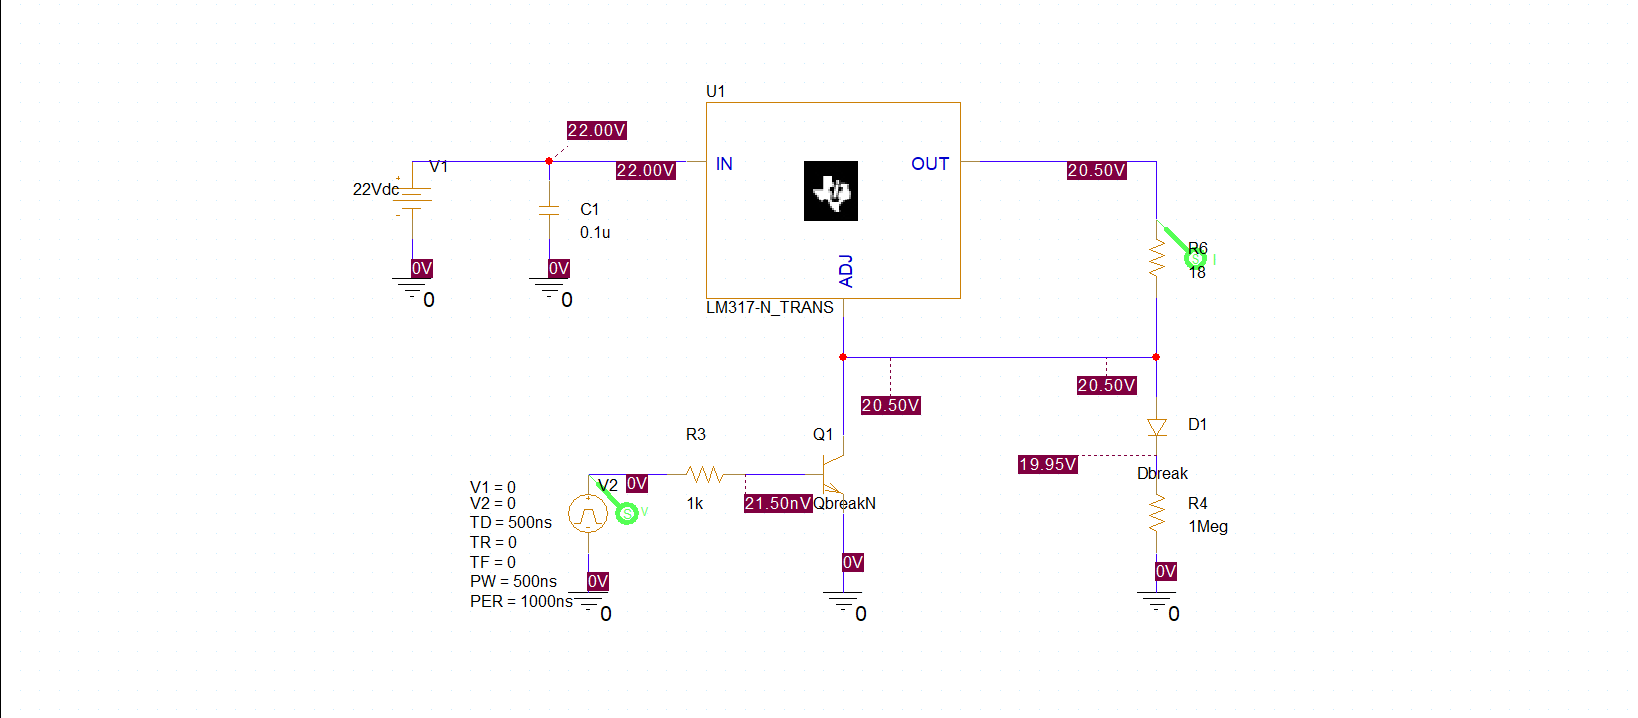 U1
22.00V
V1
22.00V
IN
OUT
20.50V
22Vdc
+
-
C1
0.1u
R6
I
18
0V
0V
ADJ
0
0
LM317-N_TRANS
20.50V
20.50V
D1
R3
Q1
19.95V
Dbreak
V1 = 0
V2
0V
V2 = 0
1k
21.50nV
QbreakN
R4
V
TD = 500ns
1Meg
TR = 0
TF = 0
0V
0V
PW = 500ns
0V
PER = 1000ns
0
0
0